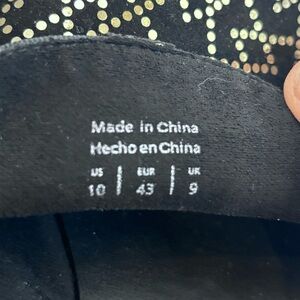 Made in China
Hecho en China
US | EUR | UK
10 | 43 | 9